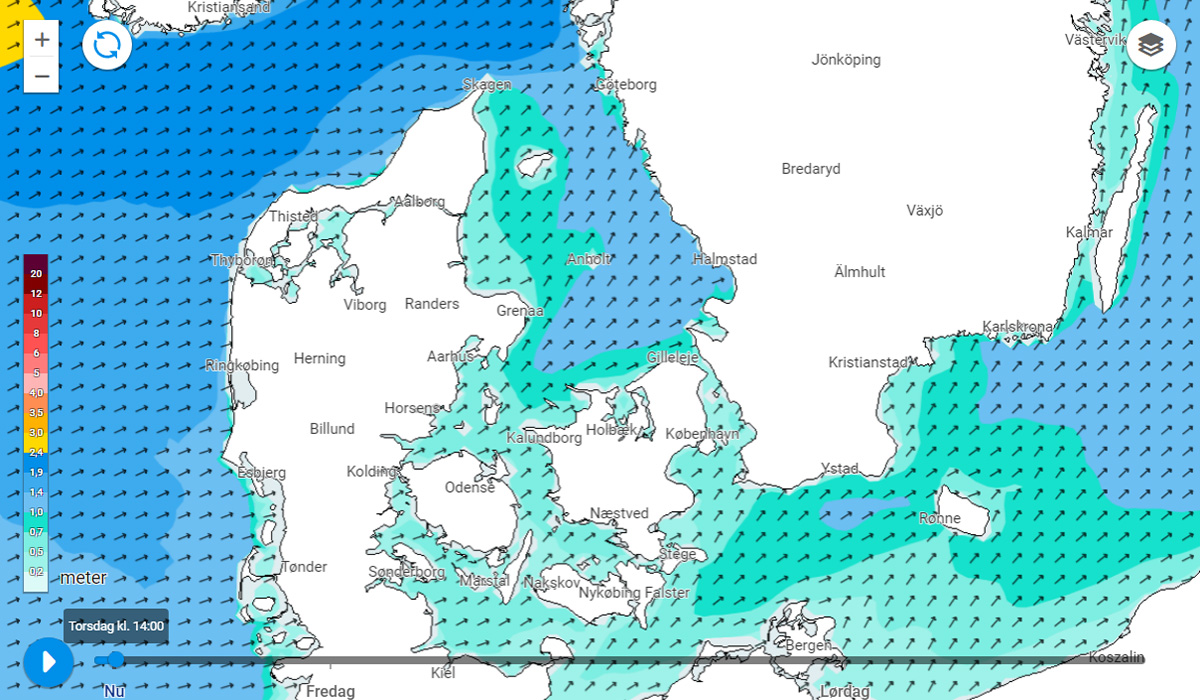 Kristiansand
+
−
Västervik
Jönköping
Skagen
Göteborg
Bredaryd
Aalborg
Växjö
Thisted
Kalmar
Thyborøn
Anholt
Halmstad
Älmhult
20
12
Viborg
Randers
Grenaa
10
Karlskrona
8
6
Aarhus
Herning
Gilleleje
Ringkøbing
Kristianstad
5
4,0
Horsens
3,5
Billund
Holbæk
København
3,0
Kalundborg
2,4
1,9
Esbjerg
Kolding
Ystad
1,4
Odense
1,0
Næstved
Rønne
0,7
0,5
Stege
0,2
Tønder
Sønderborg
meter
Marstal
Nakskov
Nykøbing Falster
Torsdag kl. 14:00
Bergen
Koszalin
Kiel
Nu
Fredag
Lørdag